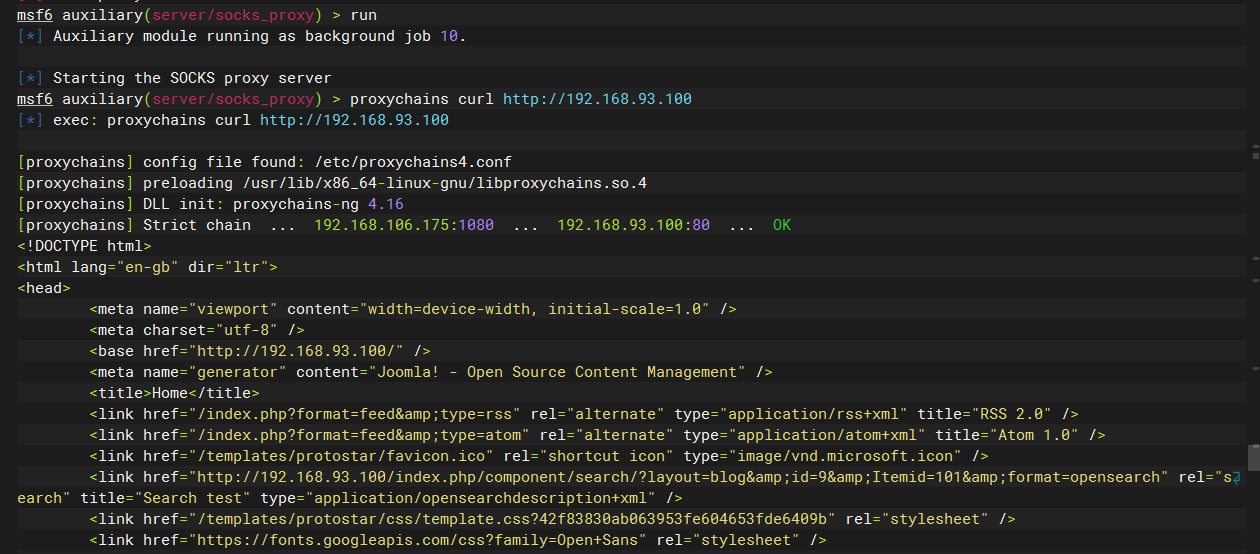 msf6 auxiliary(server/socks_proxy) > run
[*] Auxiliary module running as background job 10.
[*] Starting the SOCKS proxy server
msf6 auxiliary(server/socks_proxy) > proxychains curl http://192.168.93.100
[*] exec: proxychains curl http://192.168.93.100
[proxychains] config file found: /etc/proxychains4.conf
[proxychains] preloading /usr/lib/x86_64-linux-gnu/libproxychains.so.4
[proxychains] DLL init: proxychains-ng 4.16
[proxychains] Strict chain  ...  192.168.106.175:1080  ...  192.168.93.100:80  ...  OK
<!DOCTYPE html>
<html lang="en-gb" dir="ltr">
<head>
        <meta name="viewport" content="width=device-width, initial-scale=1.0" />
        <meta charset="utf-8" />
        <base href="http://192.168.93.100/" />
        <meta name="generator" content="Joomla! - Open Source Content Management" />
        <title>Home</title>
        <link href="/index.php?format=feed&amp;type=rss" rel="alternate" type="application/rss+xml" title="RSS 2.0" />
        <link href="/index.php?format=feed&amp;type=atom" rel="alternate" type="application/atom+xml" title="Atom 1.0" />
        <link href="/templates/protostar/favicon.ico" rel="shortcut icon" type="image/vnd.microsoft.icon" />
        <link href="http://192.168.93.100/index.php/component/search/?layout=blog&amp;id=9&amp;Itemid=101&amp;format=opensearch" rel="s
earch" title="Search test" type="application/opensearchdescription+xml" />
        <link href="/templates/protostar/css/template.css?42f83830ab063953fe604653fde6409b" rel="stylesheet" />
        <link href="https://fonts.googleapis.com/css?family=Open+Sans" rel="stylesheet" />